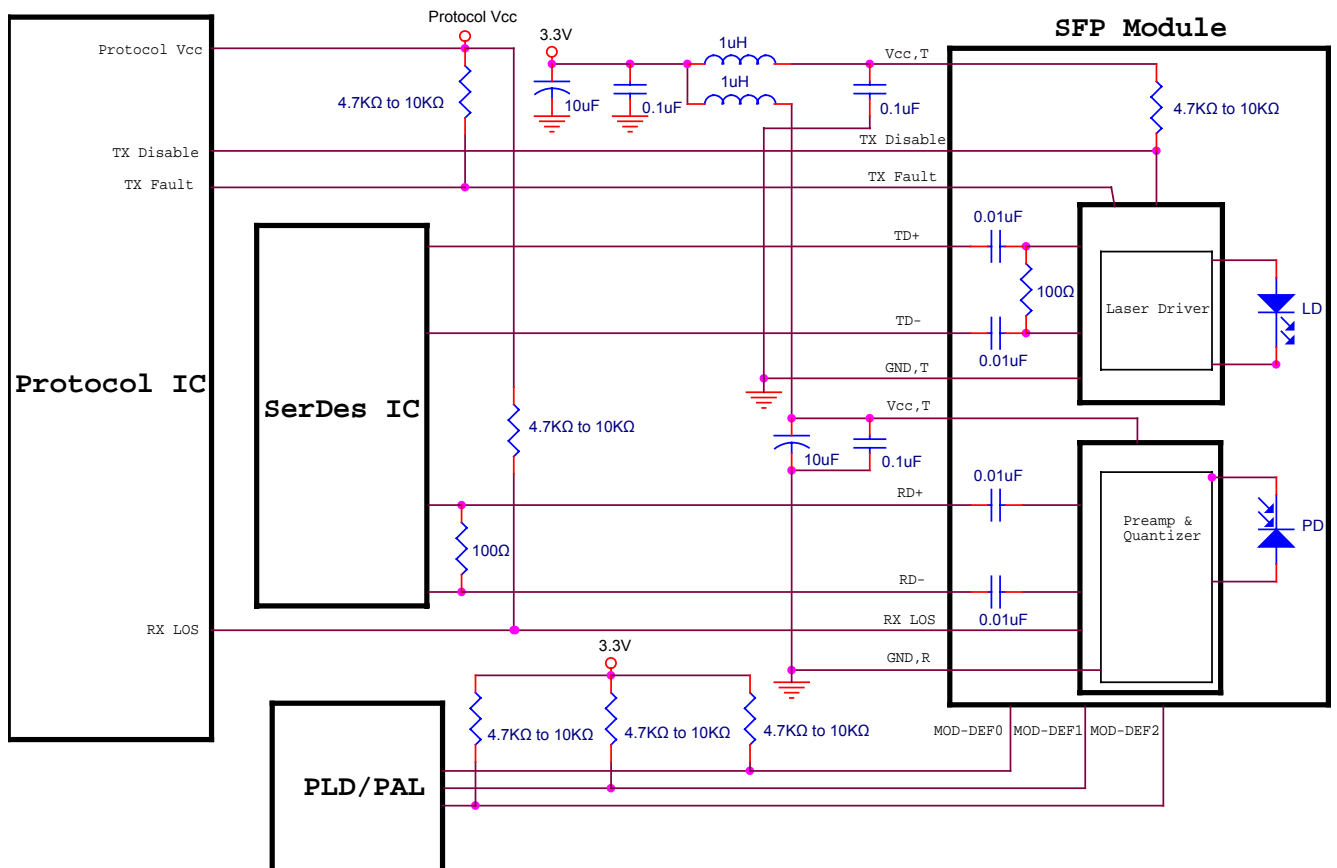 Protocol Vcc
SFP Module
3.3V
1uH
Vcc,T
Protocol Vcc
1uH
4.7KΩ to 10KΩ
10uF
0.1uF
0.1uF
4.7KΩ to 10KΩ
TX Disable
TX Disable
TX Fault
TX Fault
0.01uF
TD+
100Ω
Laser Driver
LD
TD-
0.01uF
GND,T
Protocol IC
SerDes IC
Vcc,T
4.7KΩ to 10KΩ
10uF
0.1uF
0.01uF
RD+
Preamp &
Quantizer
PD
100Ω
RD-
0.01uF
RX LOS
RX LOS
GND,R
3.3V
4.7KΩ to 10KΩ
4.7KΩ to 10KΩ
4.7KΩ to 10KΩ
MOD-DEF0
MOD-DEF1
MOD-DEF2
PLD/PAL